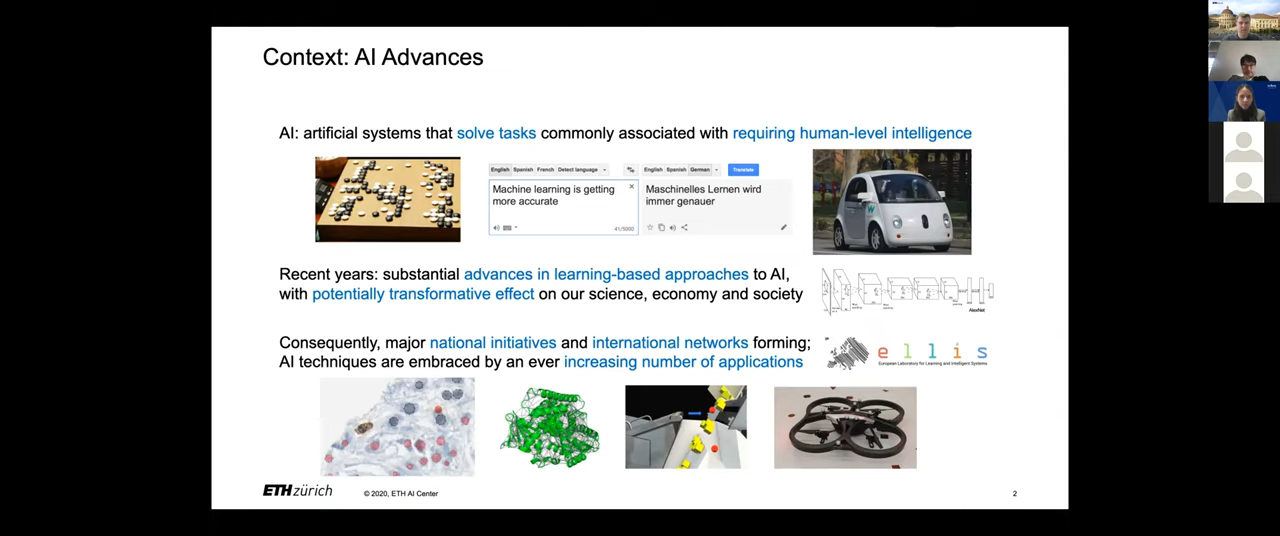 Context: AI Advances
AI: artificial systems that solve tasks commonly associated with requiring human-level intelligence
English Spanish French Detect language
English Spanish German Translate
Machine learning is getting
more accurate
41/5000
Maschinelles Lernen wird
immer genauer
Recent years: substantial advances in learning-based approaches to AI,
with potentially transformative effect on our science, economy and society
AlexNet
Consequently, major national initiatives and international networks forming;
AI techniques are embraced by an ever increasing number of applications
ellis
European Laboratory for Learning and Intelligent Systems
ETH zürich
© 2020, ETH AI Center
2